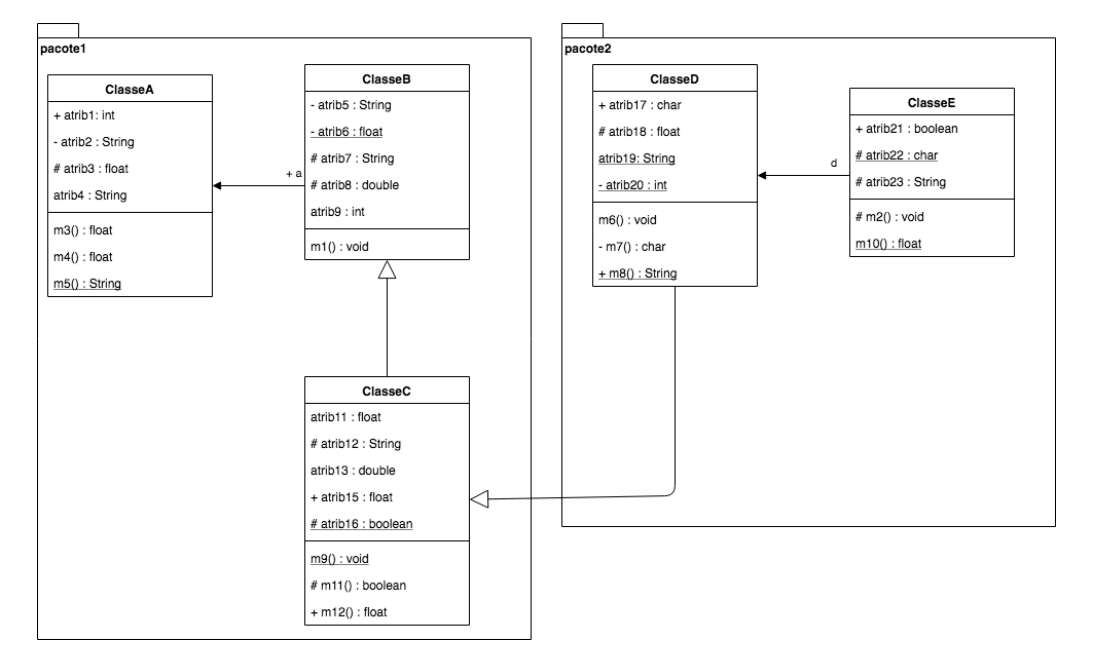 pacote1
ClasseA
+ atrib1: int
- atrib2 : String
# atrib3 : float
atrib4 : String
m3() : float
m4() : float
m5() : String
+ a
ClasseB
- atrib5 : String
- atrib6 : float
# atrib7 : String
# atrib8 : double
atrib9 : int
m1() : void
ClasseC
atrib11 : float
# atrib12 : String
atrib13 : double
+ atrib15 : float
# atrib16 : boolean
m9() : void
# m11() : boolean
+ m12() : float
pacote2
ClasseD
+ atrib17 : char
# atrib18 : float
atrib19: String
- atrib20 : int
m6() : void
- m7() : char
+ m8() : String
d
ClasseE
+ atrib21 : boolean
# atrib22 : char
# atrib23 : String
# m2() : void
m10() : float